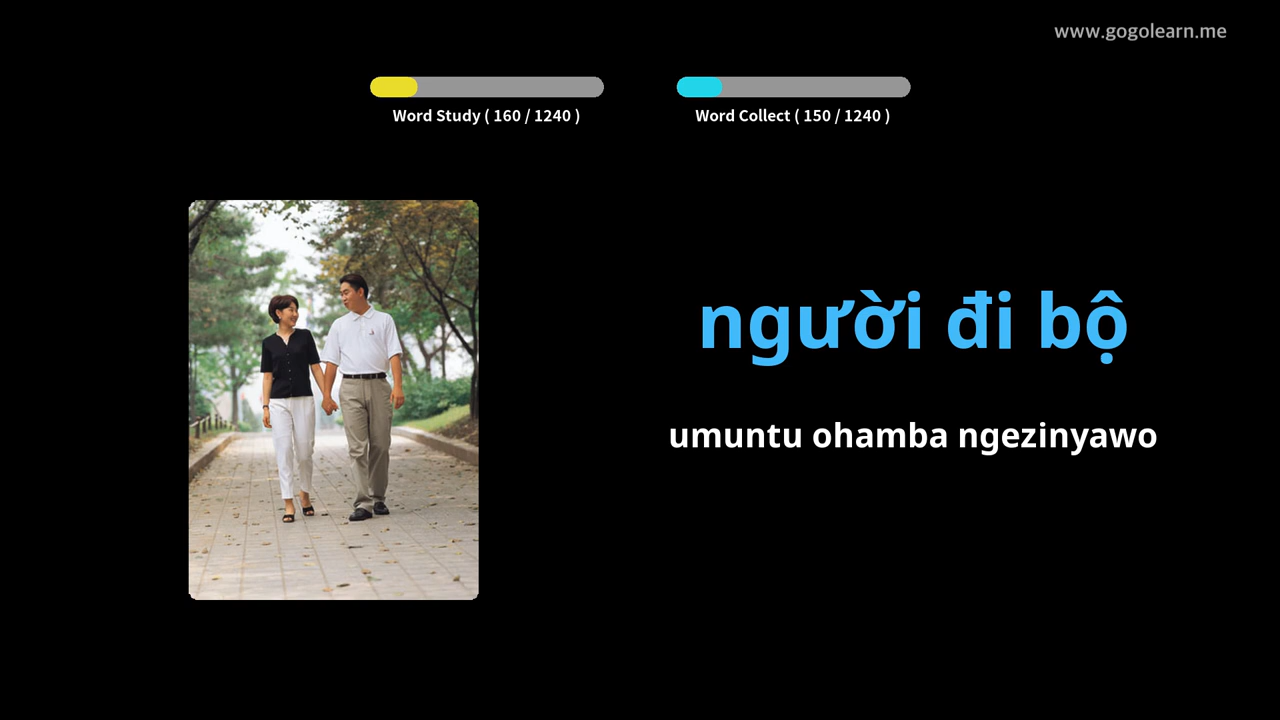 www.gogolearn.me
Word Study ( 160 / 1240 )
Word Collect ( 150 / 1240 )
người đi bộ
umuntu ohamba ngezinyawo